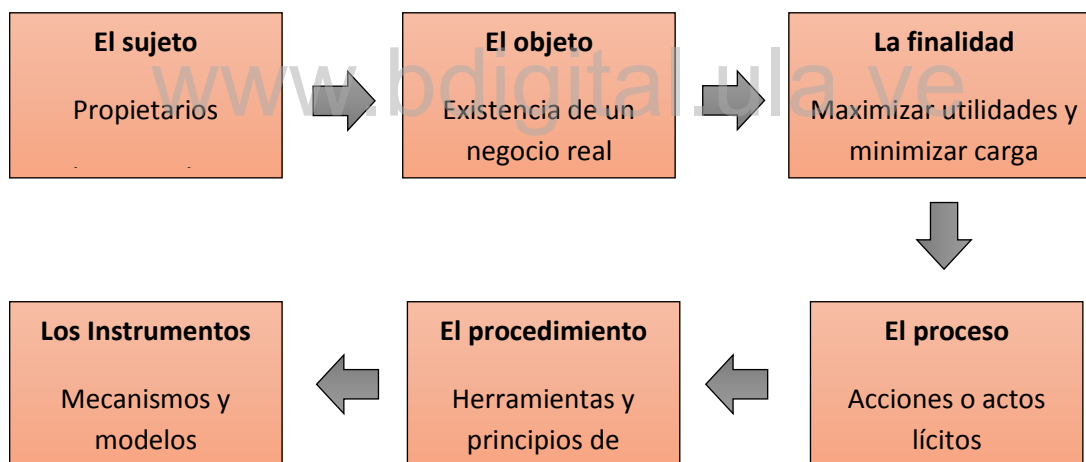 El sujeto
Propietarios
El objeto
Existencia de un
negocio real
La finalidad
Maximizar utilidades y
minimizar carga
El proceso
Acciones o actos
lícitos
El procedimiento
Herramientas y
principios de
Los Instrumentos
Mecanismos y
modelos
www.bdigital.ula.ve